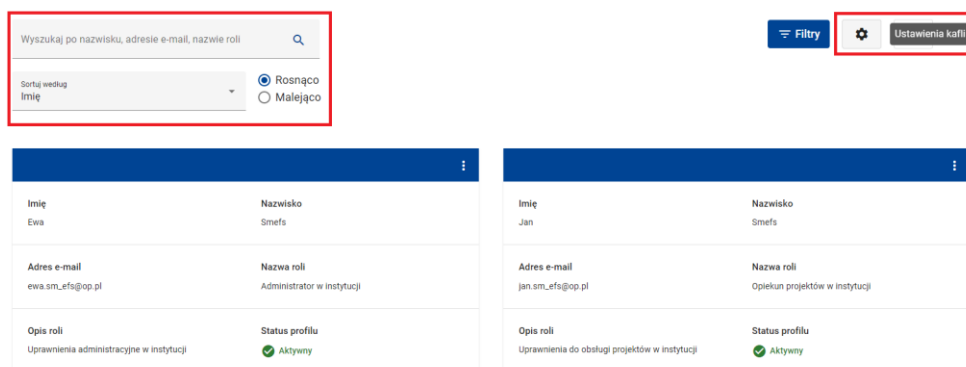 Wyszukaj po nazwisku, adresie e-mail, nazwie roli
Filtry
Ustawienia kafli
Sortuj według
Imię
Rosnąco
Malejąco
Imię
Nazwisko
Ewa
Smefs
Adres e-mail
Nazwa roli
ewa.sm_efs@op.pl
Administrator w instytucji
Opis roli
Status profilu
Uprawnienia administracyjne w instytucji
Aktywny
Imię
Nazwisko
Jan
Smefs
Adres e-mail
Nazwa roli
jan.sm_efs@op.pl
Opiekun projektów w instytucji
Opis roli
Status profilu
Uprawnienia do obsługi projektów w instytucji
Aktywny